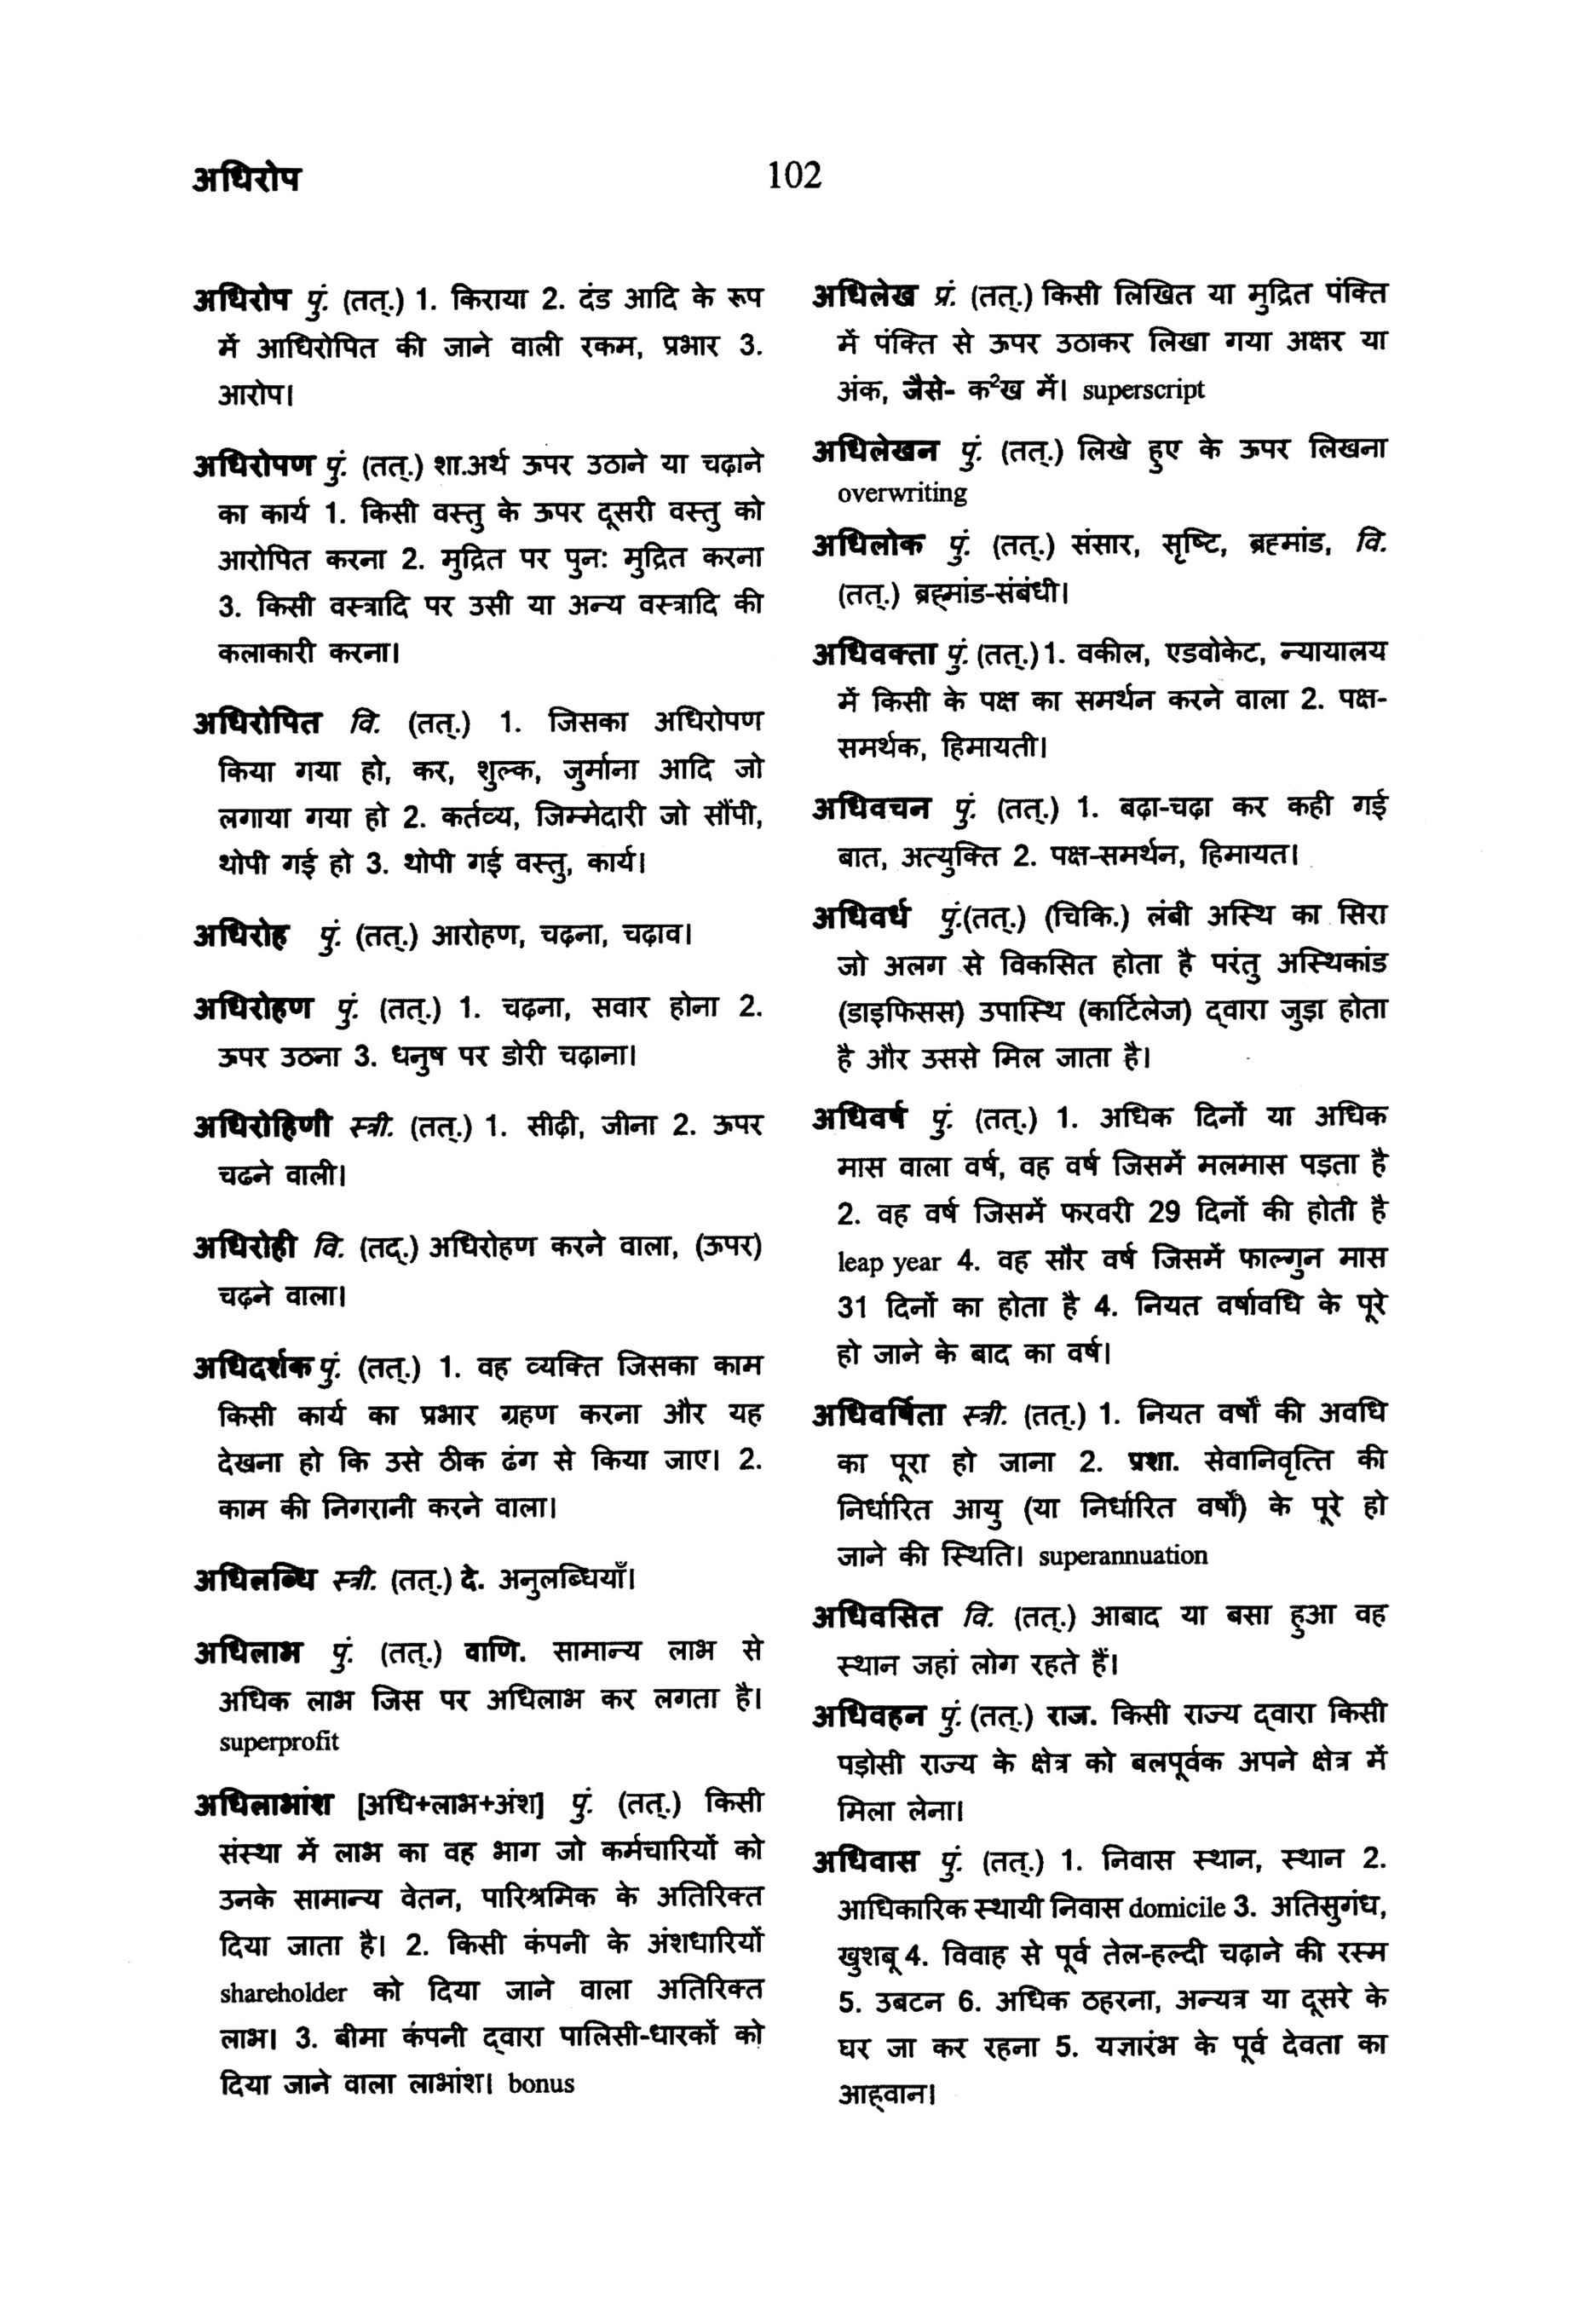 अधिरोप
102
अधिरोप पुं. (तत्.) 1. किराया 2. दंड आदि के रूप
में आधिरोपित की जाने वाली रकम, प्रभार 3.
आरोप।
अधिरोपण पुं. (तत्.) शा.अर्थ ऊपर उठाने या चढ़ाने
का कार्य 1. किसी वस्तु के ऊपर दूसरी वस्तु को
आरोपित करना 2. मुद्रित पर पुन: मुद्रित करना
3. किसी वस्त्रादि पर उसी या अन्य वस्त्रादि की
कलाकारी करना।
अधिरोपित वि. (तत्.) 1. जिसका अधिरोपण
किया गया हो, कर, शुल्क, जुर्माना आदि जो
लगाया गया हो 2. कर्तव्य, जिम्मेदारी जो सौंपी,
थोपी गई हो 3. थोपी गई वस्तु, कार्य।
अधिरोह पुं. (तत्.) आरोहण, चढ़ना, चढ़ाव।
अधिरोहण पुं. (तत्.) 1. चढ़ना, सवार होना 2.
ऊपर उठना 3. धनुष पर डोरी चढ़ाना।
अधिरोहिणी स्त्री. (तत्.) 1. सीढ़ी, जीना 2. ऊपर
चढने वाली।
अधिरोही वि. (तद्.) अधिरोहण करने वाला, (ऊपर)
चढ़ने वाला।
अधिदर्शक पुं. (तत्.) 1. वह व्यक्ति जिसका काम
किसी कार्य का प्रभार ग्रहण करना और यह
देखना हो कि उसे ठीक ढंग से किया जाए। 2.
काम की निगरानी करने वाला।
अधिलब्धि स्त्री. (तत्.) दे. अनुलब्धियाँ।
अधिलाभ पुं. (तत्.) वाणि. सामान्य लाभ से
अधिक लाभ जिस पर अधिलाभ कर लगता है।
superprofit
अधिलाभांश [अधि+लाभ+अंश] पुं. (तत्.) किसी
संस्था में लाभ का वह भाग जो कर्मचारियों को
उनके सामान्य वेतन, पारिश्रमिक के अतिरिक्त
दिया जाता है। 2. किसी कंपनी के अंशधारियों
shareholder को दिया जाने वाला अतिरिक्त
लाभ। 3. बीमा कंपनी द्वारा पालिसी-धारकों को
दिया जाने वाला लाभांश। bonus
अधिलेख प्रं. (तत्.) किसी लिखित या मुद्रित पंक्ति
में पंक्ति से ऊपर उठाकर लिखा गया अक्षर या
अंक, जैसे- क²ख में। superscript
अधिलेखन पुं. (तत्.) लिखे हुए के ऊपर लिखना
overwriting
अधिलोक पुं. (तत्.) संसार, सृष्टि, ब्रह्मांड, वि.
(तत्.) ब्रह्मांड-संबंधी।
अधिवक्ता पुं. (तत्.) 1. वकील, एडवोकेट, न्यायालय
में किसी के पक्ष का समर्थन करने वाला 2. पक्ष-
समर्थक, हिमायती।
अधिवचन पुं. (तत्.) 1. बढ़ा-चढ़ा कर कही गई
बात, अत्युक्ति 2. पक्ष-समर्थन, हिमायत।
अधिवर्ध पुं.(तत्.) (चिकि.) लंबी अस्थि का सिरा
जो अलग से विकसित होता है परंतु अस्थिकांड
(डाइफिसस) उपास्थि (कार्टिलेज) द्वारा जुड़ा होता
है और उससे मिल जाता है।
अधिवर्ष पुं. (तत्.) 1. अधिक दिनों या अधिक
मास वाला वर्ष, वह वर्ष जिसमें मलमास पड़ता है
2. वह वर्ष जिसमें फरवरी 29 दिनों की होती है
leap year 4. वह सौर वर्ष जिसमें फाल्गुन मास
31 दिनों का होता है 4. नियत वर्षावधि के पूरे
हो जाने के बाद का वर्ष।
अधिवर्षिता स्त्री. (तत्.) 1. नियत वर्षों की अवधि
का पूरा हो जाना 2. प्रशा. सेवानिवृत्ति की
निर्धारित आयु (या निर्धारित वर्षों) के पूरे हो
जाने की स्थिति। superannuation
अधिवसित वि. (तत्.) आबाद या बसा हुआ वह
स्थान जहां लोग रहते हैं।
अधिवहन पुं. (तत्.) राज. किसी राज्य द्वारा किसी
पड़ोसी राज्य के क्षेत्र को बलपूर्वक अपने क्षेत्र में
मिला लेना।
अधिवास पुं. (तत्.) 1. निवास स्थान, स्थान 2.
आधिकारिक स्थायी निवास domicile 3. अतिसुगंध,
खुशबू 4. विवाह से पूर्व तेल-हल्दी चढ़ाने की रस्म
5. उबटन 6. अधिक ठहरना, अन्यत्र या दूसरे के
घर जा कर रहना 5. यज्ञारंभ के पूर्व देवता का
आह्वान।